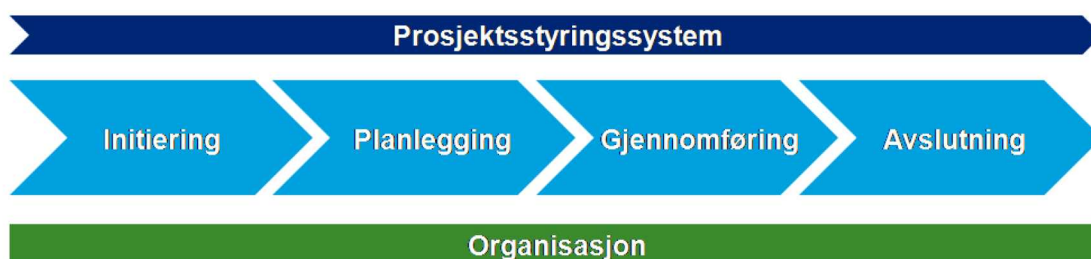 Prosjektsstyringssystem
Initiering Planlegging Gjennomføring Avslutning
Organisasjon